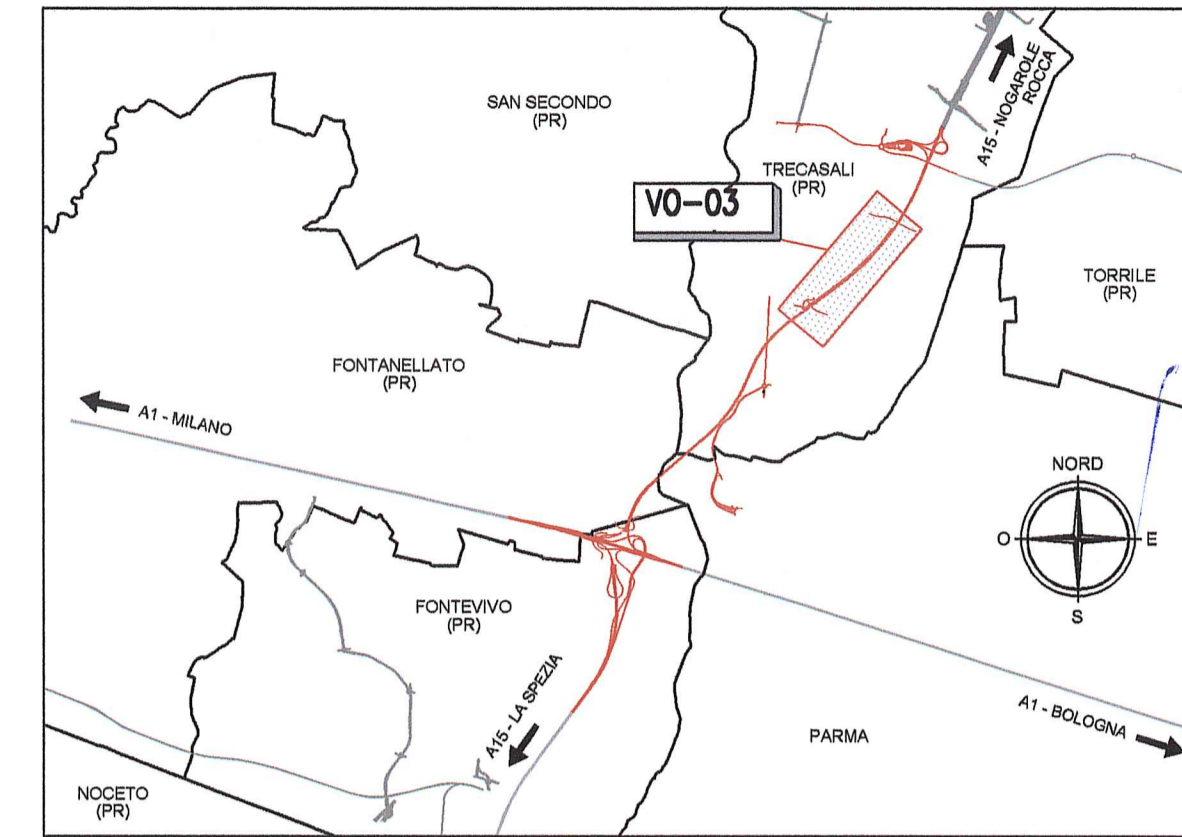 SAN SECONDO
(PR)
A15 - NOGAROLE
ROCCA
TRECASALI
(PR)
VO-03
TORRILE
(PR)
FONTANELLATO
(PR)
A1 - MILANO
NORD
O
E
S
FONTEVIVO
(PR)
A15 - LA SPEZIA
A1 - BOLOGNA
PARMA
NOCETO
(PR)